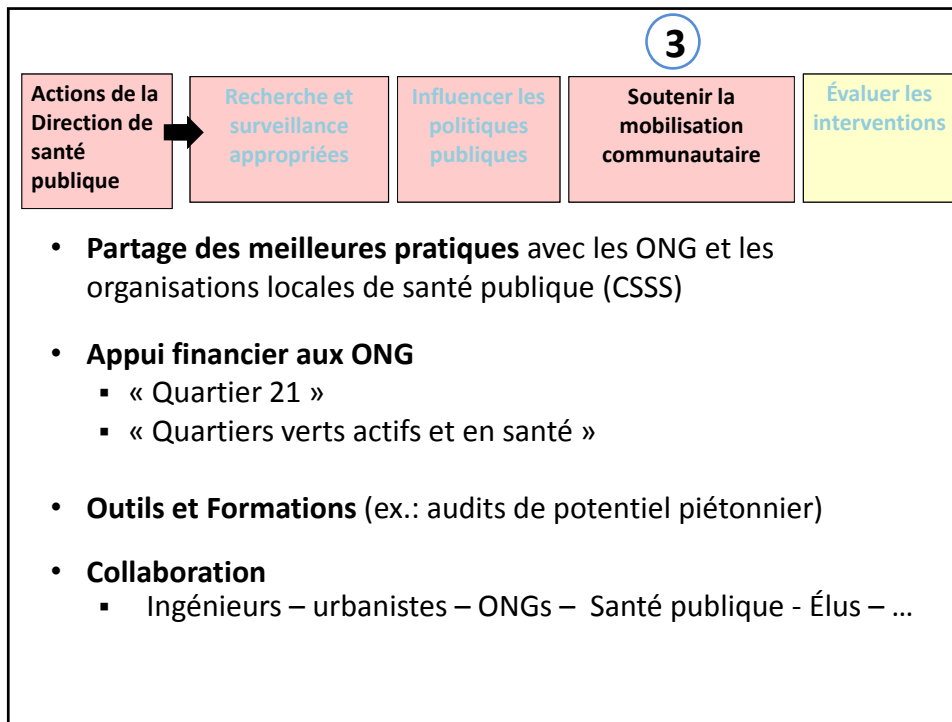 3
Actions de la
Direction de
santé
publique
Recherche et
surveillance
appropriées
Influencer les
politiques
publiques
Soutenir la
mobilisation
communautaire
Évaluer les
interventions
• Partage des meilleures pratiques avec les ONG et les
organisations locales de santé publique (CSSS)
• Appui financier aux ONG
▪ « Quartier 21 »
▪ « Quartiers verts actifs et en santé »
• Outils et Formations (ex.: audits de potentiel piétonnier)
• Collaboration
▪ Ingénieurs – urbanistes – ONGs – Santé publique - Élus – …